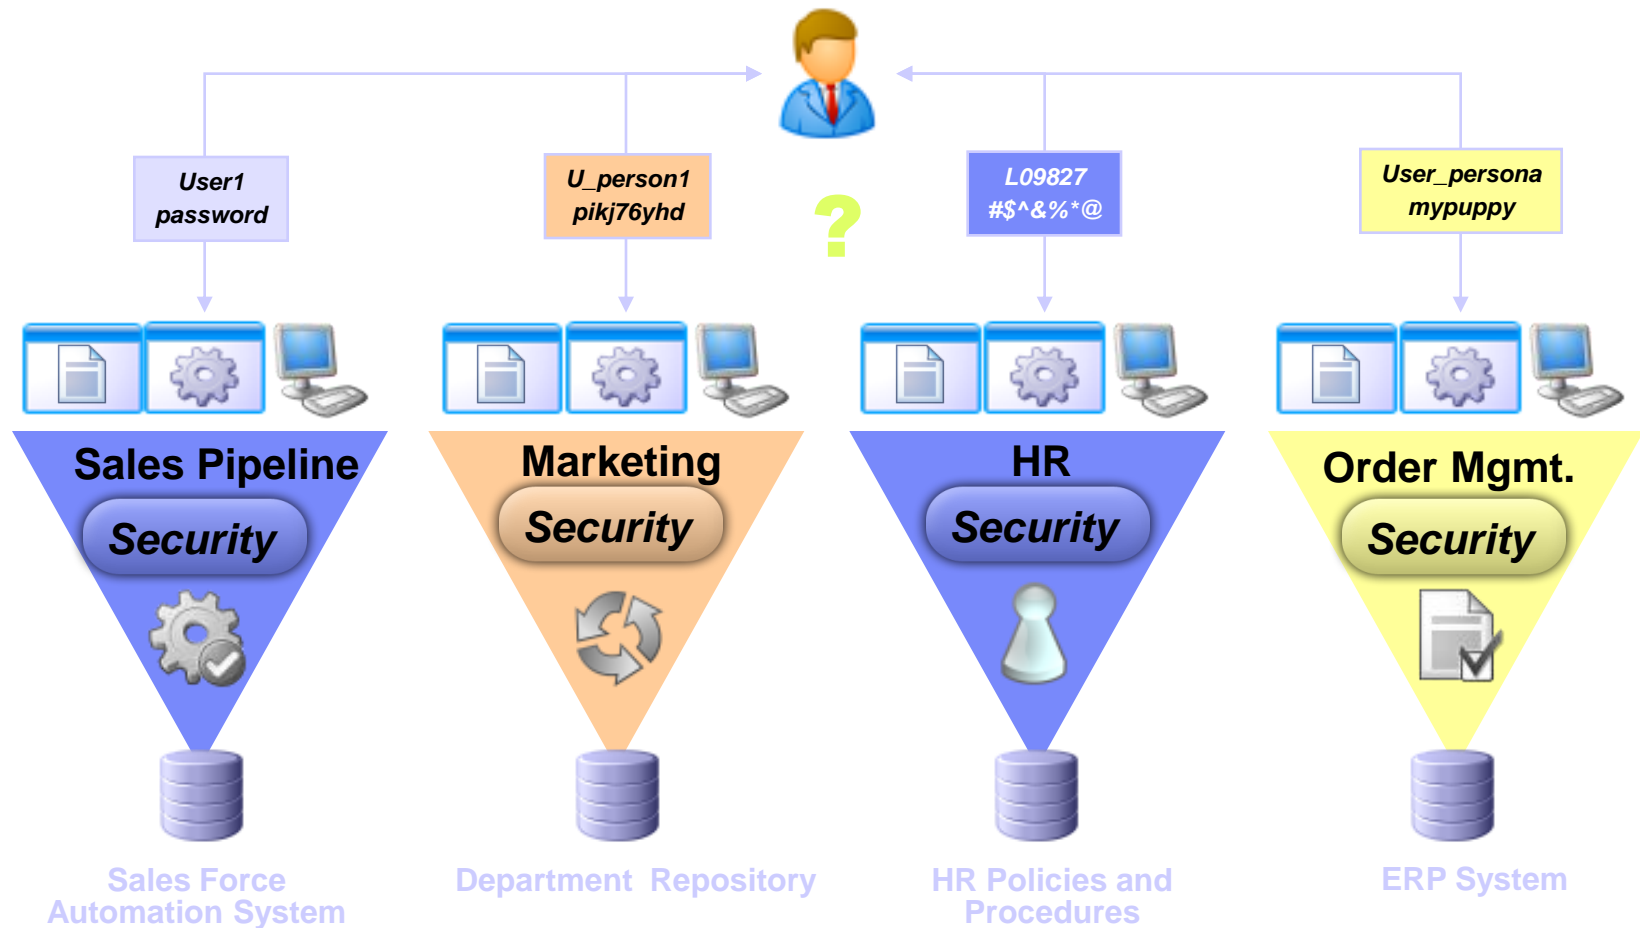 User1
password
U_person1
pikj76yhd
?
L09827
#$^&%*@
User_persona
mypuppy
Sales Pipeline
Security
Marketing
Security
HR
Security
Order Mgmt.
Security
Sales Force
Automation System
Department Repository
HR Policies and
Procedures
ERP System